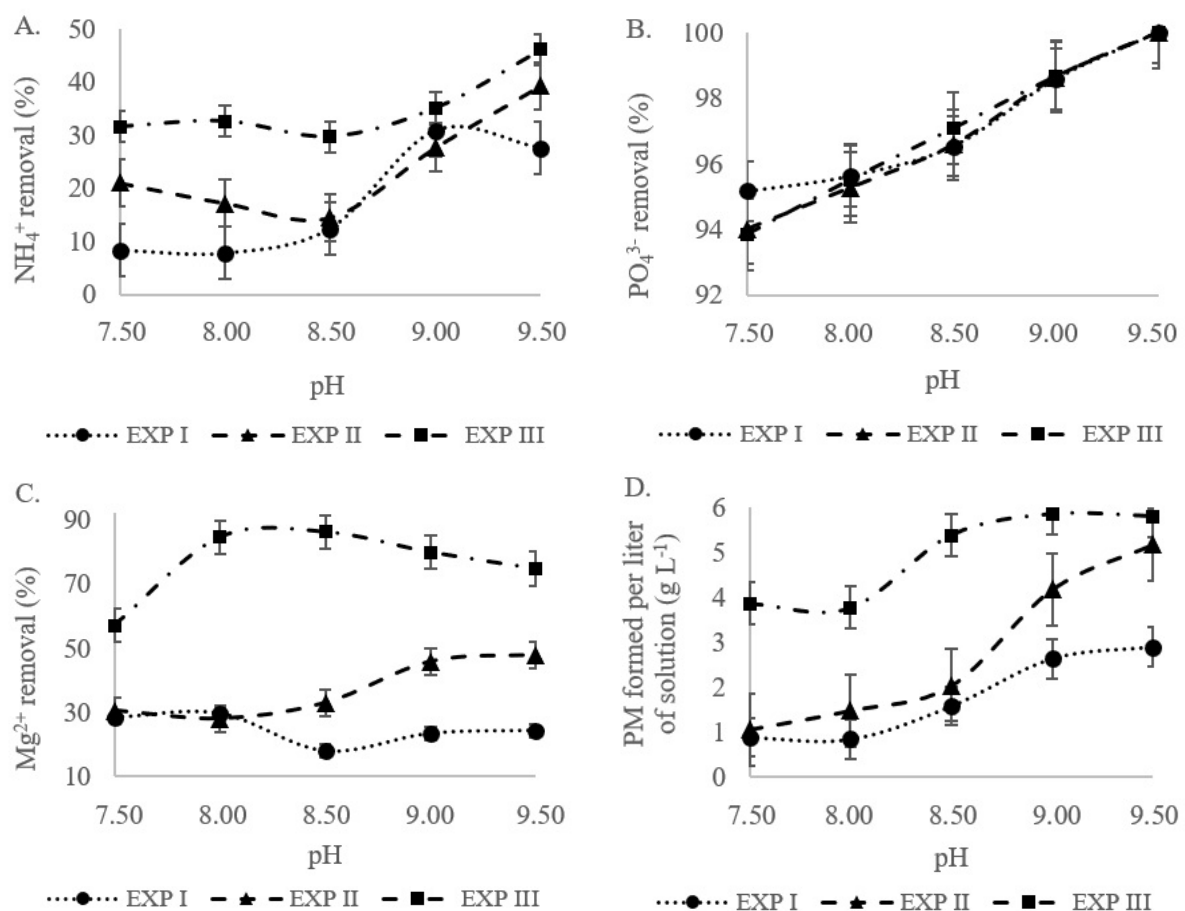 A.
NH₄⁺ removal (%)
50
40
30
20
10
0
7.50 8.00 8.50 9.00 9.50
pH
EXP I EXP II EXP III
B.
PO₄³⁻ removal (%)
100
98
96
94
92
7.50 8.00 8.50 9.00 9.50
pH
EXP I EXP II EXP III
C.
Mg²⁺ removal (%)
90
70
50
30
10
7.50 8.00 8.50 9.00 9.50
pH
EXP I EXP II EXP III
D.
PM formed per liter
of solution (g L⁻¹)
6
5
4
3
2
1
0
7.50 8.00 8.50 9.00 9.50
pH
EXP I EXP II EXP III